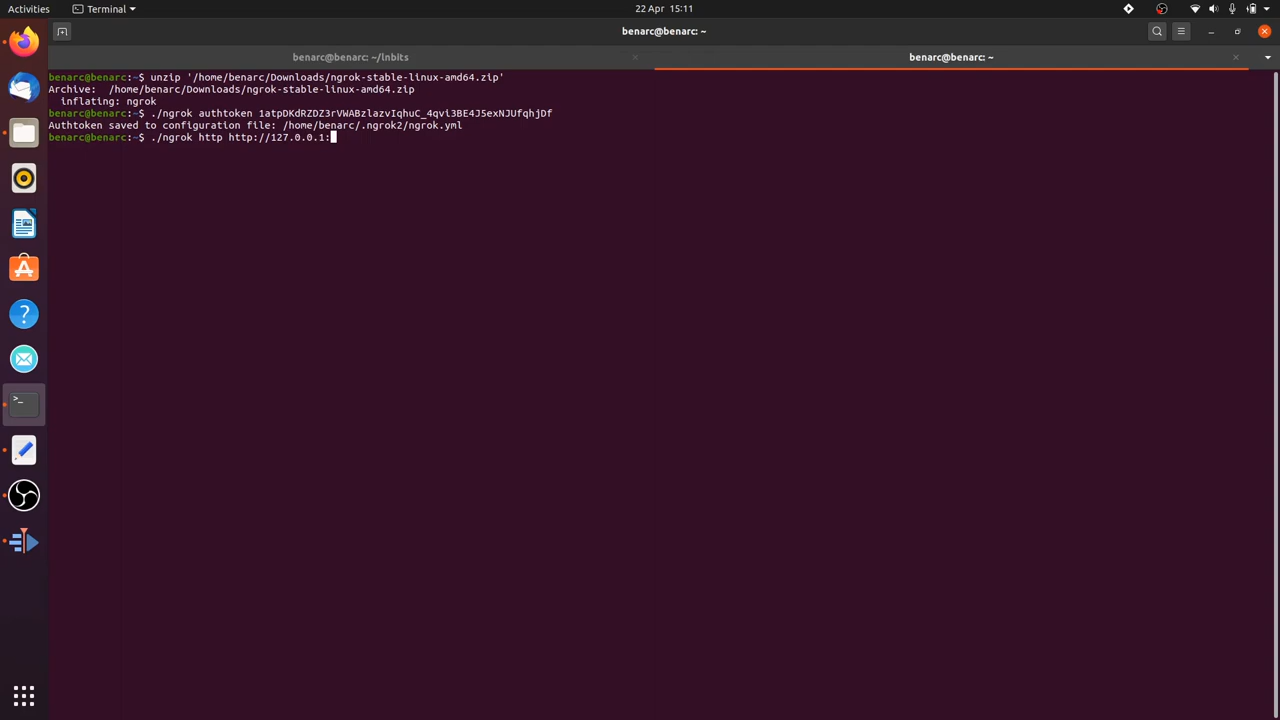 Activities
Terminal
22 Apr 15:11
benarc@benarc: ~
benarc@benarc: ~/lnbits
benarc@benarc: ~
benarc@benarc:~$ unzip '/home/benarc/Downloads/ngrok-stable-linux-amd64.zip'
Archive:  /home/benarc/Downloads/ngrok-stable-linux-amd64.zip
  inflating: ngrok
benarc@benarc:~$ ./ngrok authtoken 1atpDKdRZDZ3rVWABzlazvIqhuC_4qvi3BE4J5exNJUfqhjDf
Authtoken saved to configuration file: /home/benarc/.ngrok2/ngrok.yml
benarc@benarc:~$ ./ngrok http http://127.0.0.1: